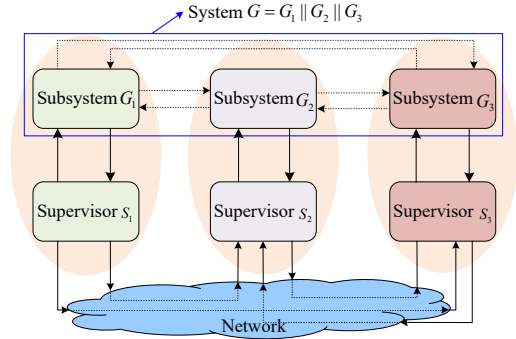 System G = G₁ || G₂ || G₃
Subsystem G₁
Subsystem G₂
Subsystem G₃
Supervisor S₁
Supervisor S₂
Supervisor S₃
Network